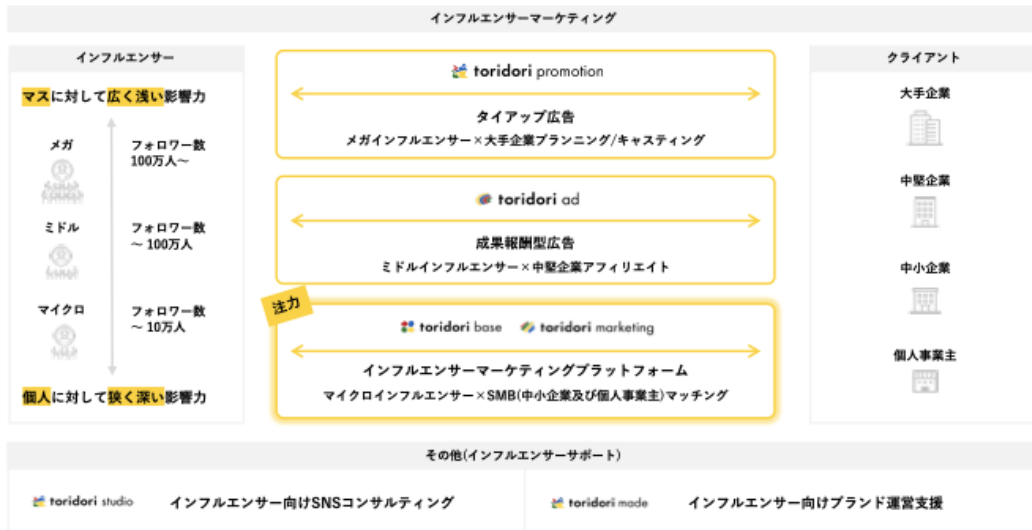 インフルエンサーマーケティング
インフルエンサー
マスに対して広く浅い影響力
メガ
フォロワー数
100万人～
ミドル
フォロワー数
～100万人
マイクロ
フォロワー数
～10万人
個人に対して狭く深い影響力
toridori promotion
タイアップ広告
メガインフルエンサー×大手企業プランニング/キャスティング
toridori ad
成果報酬型広告
ミドルインフルエンサー×中堅企業アフィリエイト
注力
toridori base toridori marketing
インフルエンサーマーケティングプラットフォーム
マイクロインフルエンサー×SMB(中小企業及び個人事業主)マッチング
クライアント
大手企業
中堅企業
中小企業
個人事業主
その他(インフルエンサーサポート)
toridori studio インフルエンサー向けSNSコンサルティング
toridori made インフルエンサー向けブランド運営支援